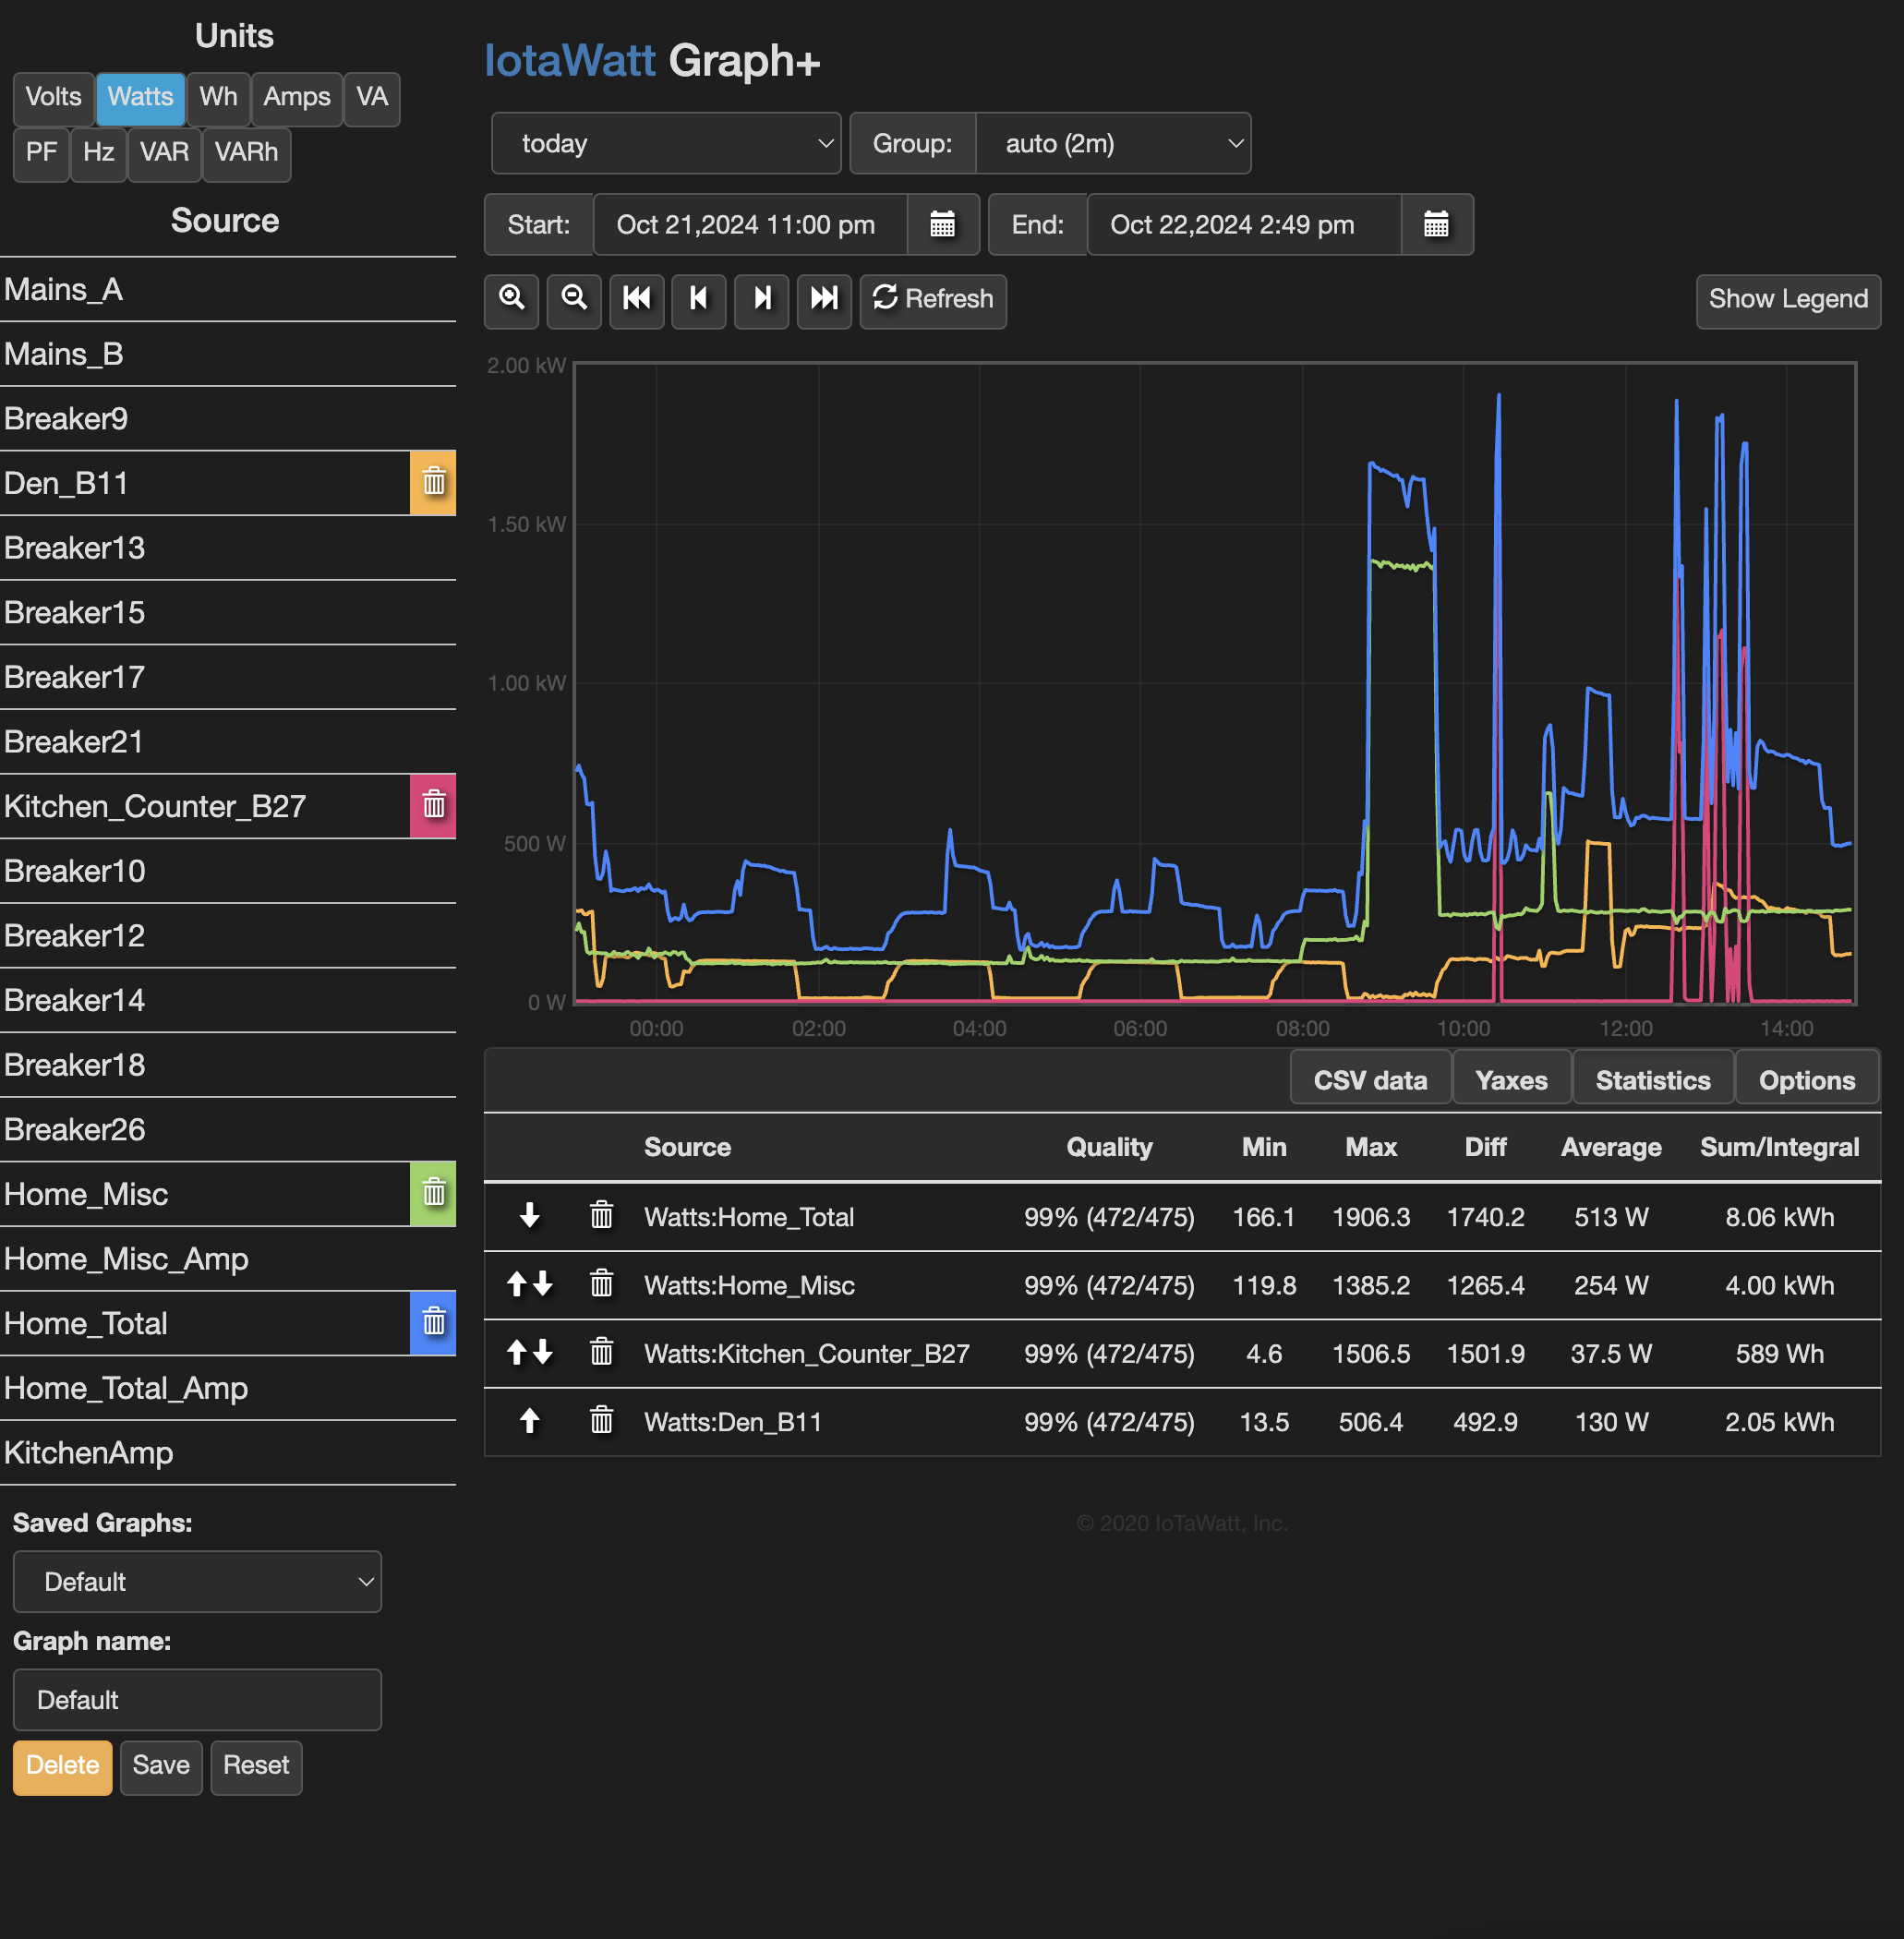 Units
Volts Watts Wh Amps VA
PF Hz VAR VARh
Source
Mains_A
Mains_B
Breaker9
Den_B11
Breaker13
Breaker15
Breaker17
Breaker21
Kitchen_Counter_B27
Breaker10
Breaker12
Breaker14
Breaker18
Breaker26
Home_Misc
Home_Misc_Amp
Home_Total
Home_Total_Amp
KitchenAmp
Saved Graphs:
Default
Graph name:
Default
Delete Save Reset
IotaWatt Graph+
today Group: auto (2m)
Start: Oct 21,2024 11:00 pm End: Oct 22,2024 2:49 pm
Refresh Show Legend
2.00 kW
1.50 kW
1.00 kW
500 W
0 W
00:00 02:00 04:00 06:00 08:00 10:00 12:00 14:00
CSV data Yaxes Statistics Options
Source Quality Min Max Diff Average Sum/Integral
Watts:Home_Total 99% (472/475) 166.1 1906.3 1740.2 513 W 8.06 kWh
Watts:Home_Misc 99% (472/475) 119.8 1385.2 1265.4 254 W 4.00 kWh
Watts:Kitchen_Counter_B27 99% (472/475) 4.6 1506.5 1501.9 37.5 W 589 Wh
Watts:Den_B11 99% (472/475) 13.5 506.4 492.9 130 W 2.05 kWh
© 2020 IoTaWatt, Inc.